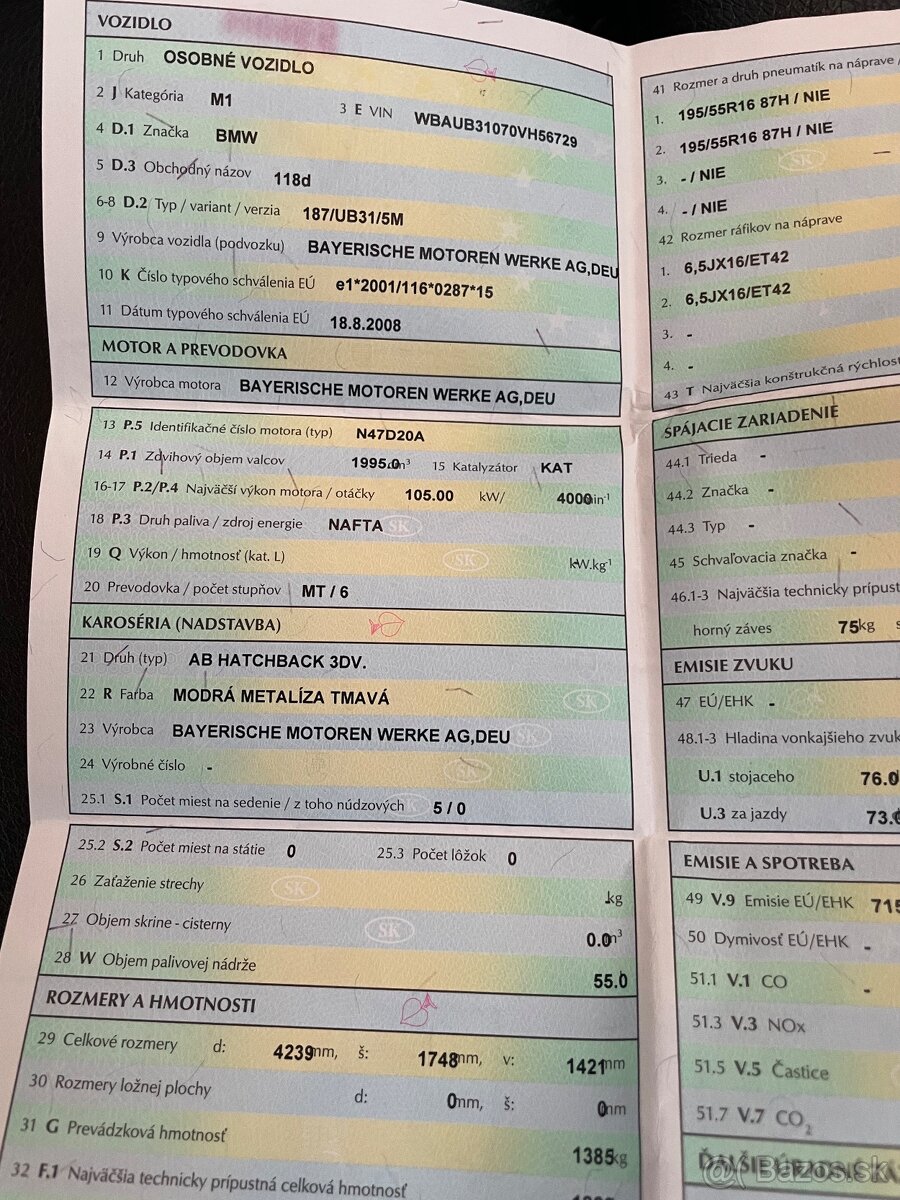 VOZIDLO
1 Druh OSOBNÉ VOZIDLO
2 J Kategória M1 3 E VIN WBAUB31070VH56729
4 D.1 Značka BMW
5 D.3 Obchodný názov 118d
6-8 D.2 Typ / variant / verzia 187/UB31/5M
9 Výrobca vozidla (podvozku) BAYERISCHE MOTOREN WERKE AG,DEU
10 K Číslo typového schválenia EÚ e1*2001/116*0287*15
11 Dátum typového schválenia EÚ 18.8.2008
MOTOR A PREVODOVKA
12 Výrobca motora BAYERISCHE MOTOREN WERKE AG,DEU
13 P.5 Identifikačné číslo motora (typ) N47D20A
14 P.1 Zdvihový objem valcov 1995.0 cm³ 15 Katalyzátor KAT
16-17 P.2/P.4 Najväčší výkon motora / otáčky 105.00 kW/ 4000 min-1
18 P.3 Druh paliva / zdroj energie NAFTA
19 Q Výkon / hmotnosť (kat. L) kW.kg-1
20 Prevodovka / počet stupňov MT / 6
KAROSÉRIA (NADSTAVBA)
21 Druh (typ) AB HATCHBACK 3DV.
22 R Farba MODRÁ METALÍZA TMAVÁ
23 Výrobca BAYERISCHE MOTOREN WERKE AG,DEU
24 Výrobné číslo -
25.1 S.1 Počet miest na sedenie / z toho núdzových 5 / 0
25.2 S.2 Počet miest na státie 0 25.3 Počet lôžok 0
26 Zaťaženie strechy kg
27 Objem skrine - cisterny 0.0 m³
28 W Objem palivovej nádrže 55.0
ROZMERY A HMOTNOSTI
29 Celkové rozmery d: 4239 mm, š: 1748 mm, v: 1421 mm
30 Rozmery ložnej plochy d: 0 mm, š: 0 mm
31 G Prevádzková hmotnosť 1385 kg
32 F.1 Najväčšia technicky prípustná celková hmotnosť
41 Rozmer a druh pneumatík na náprave /
1. 195/55R16 87H / NIE
2. 195/55R16 87H / NIE
3. - / NIE
4. - / NIE
42 Rozmer ráfikov na náprave
1. 6,5JX16/ET42
2. 6,5JX16/ET42
3. -
4. -
43 T Najväčšia konštrukčná rýchlosť
SPÁJACIE ZARIADENIE
44.1 Trieda -
44.2 Značka -
44.3 Typ -
45 Schvaľovacia značka -
46.1-3 Najväčšia technicky prípust
horný záves 75 kg
EMISIE ZVUKU
47 EÚ/EHK -
48.1-3 Hladina vonkajšieho zvuk
U.1 stojaceho 76.0
U.3 za jazdy 73.
EMISIE A SPOTREBA
49 V.9 Emisie EÚ/EHK 715
50 Dymivosť EÚ/EHK -
51.1 V.1 CO -
51.3 V.3 NOx
51.5 V.5 Častice
51.7 V.7 CO2
ĎALŠIE
Bazos.sk